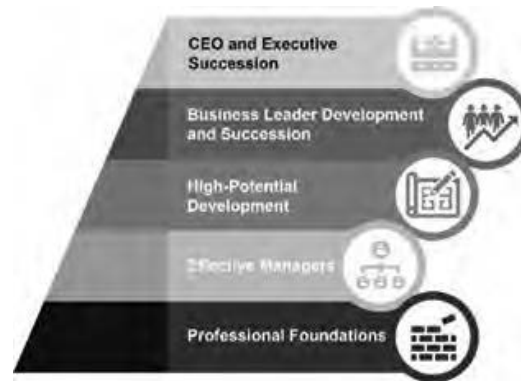 CEO and Executive
Succession
Business Leader Development
and Succession
High-Potential
Development
Effective Managers
Professional Foundations